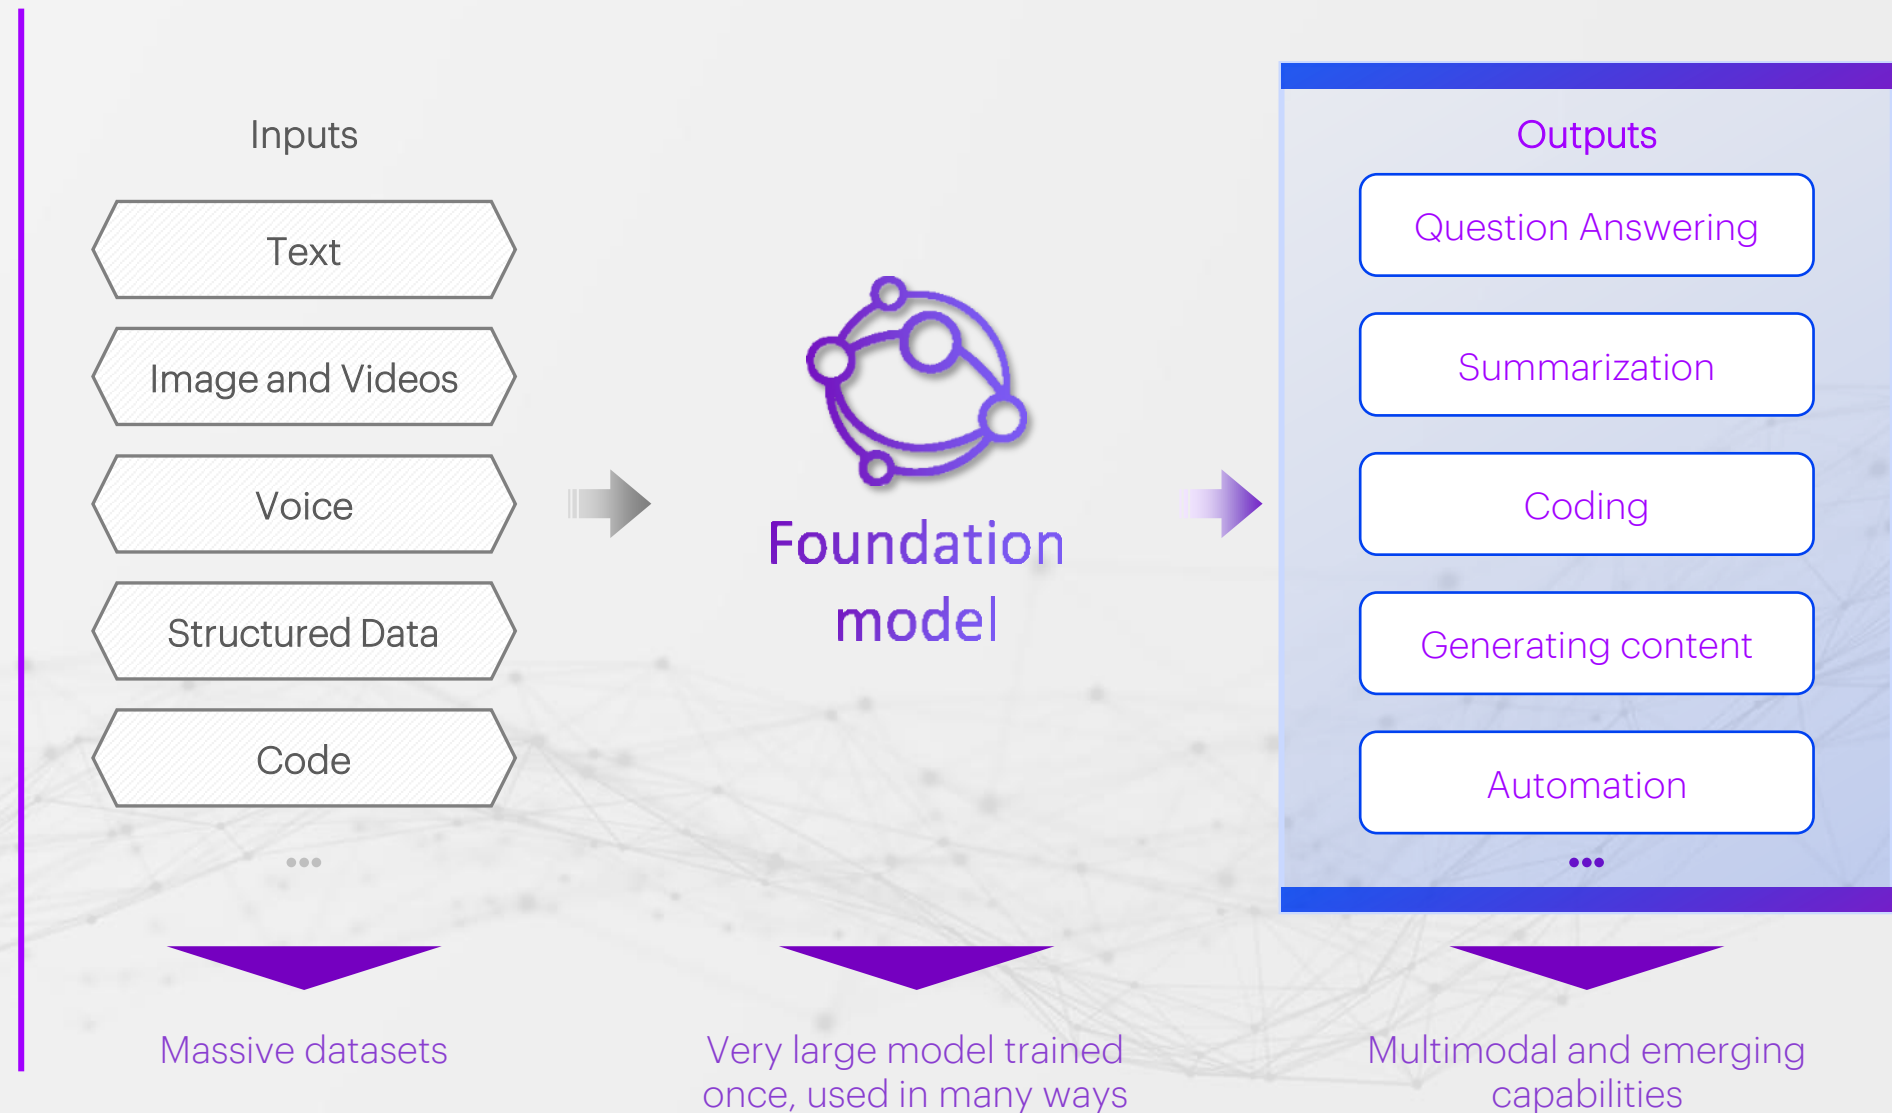 Inputs
Text
Image and Videos
Voice
Structured Data
Code
...
Massive datasets
Foundation
model
Very large model trained
once, used in many ways
Outputs
Question Answering
Summarization
Coding
Generating content
Automation
...
Multimodal and emerging
capabilities